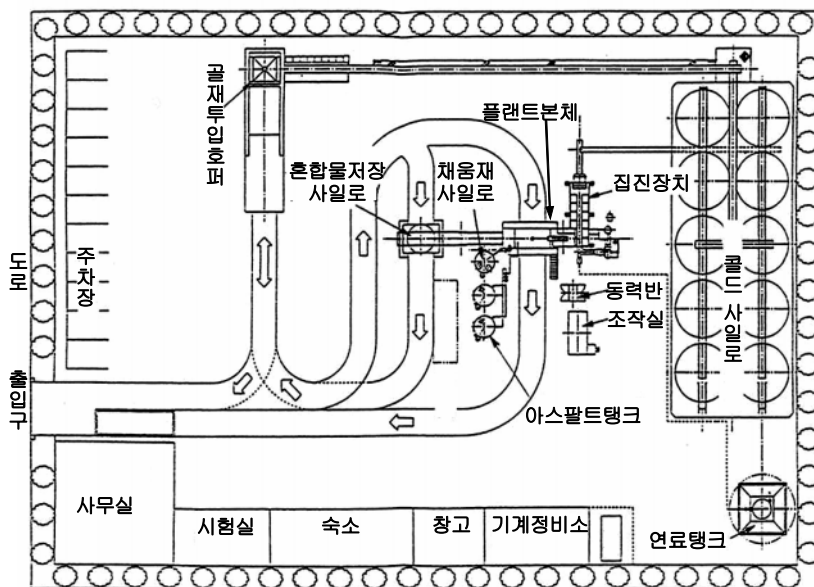 골재투입호퍼
플랜트본체
혼합물저장
사일로
채움재
사일로
집진장치
도로
주차장
콜드 사일로
동력반
조작실
출입구
아스팔트탱크
사무실
시험실
숙소
창고
기계정비소
연료탱크